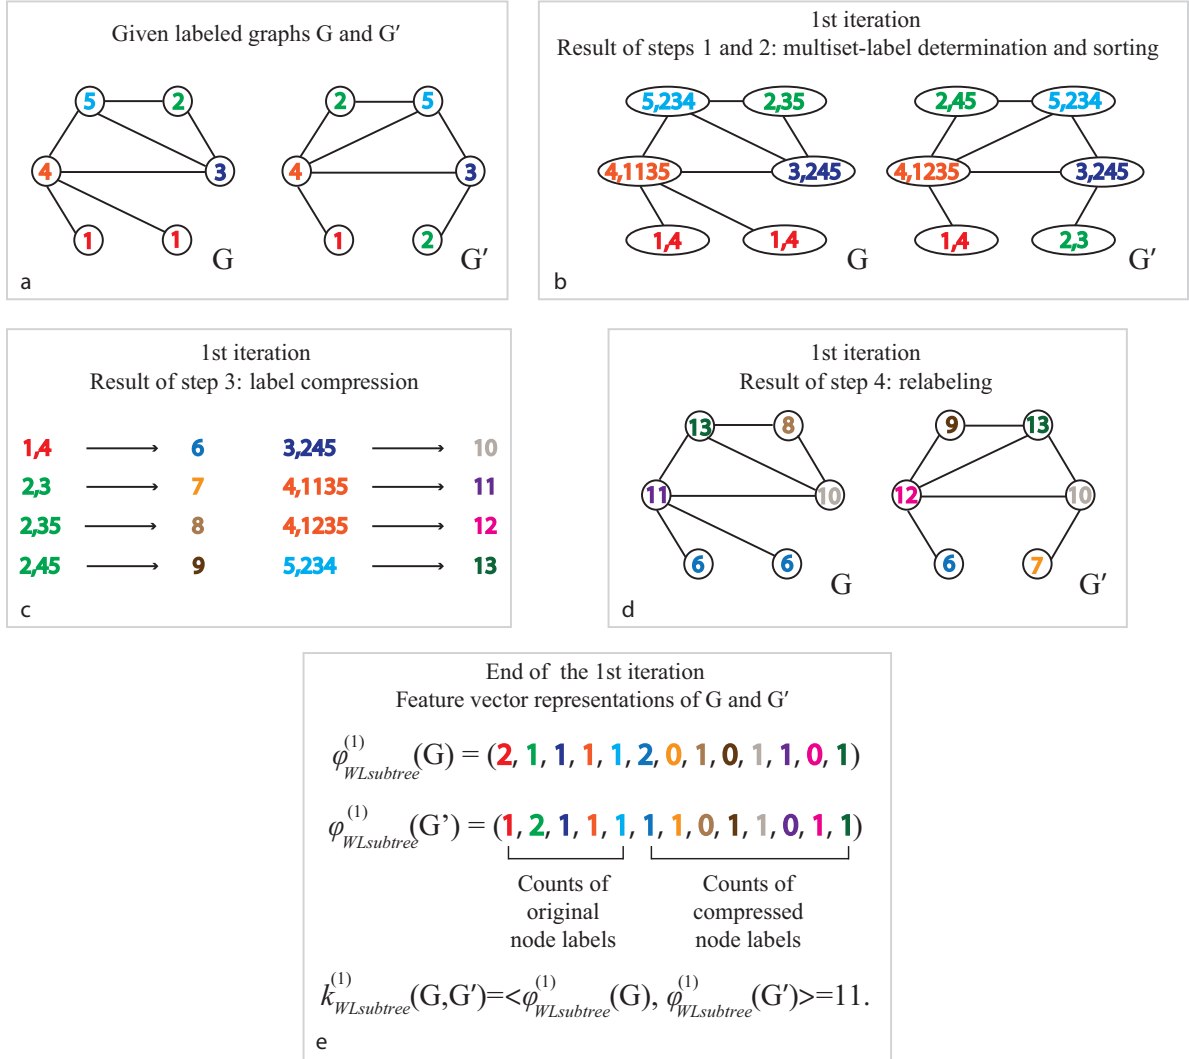 Given labeled graphs G and G′
5 2
4 3
1 1
G
2 5
4 3
1 2
G′
a
1st iteration
Result of steps 1 and 2: multiset-label determination and sorting
5,234 2,35
4,1135 3,245
1,4 1,4
G
2,45 5,234
4,1235 3,245
1,4 2,3
G′
b
1st iteration
Result of step 3: label compression
1,4 → 6 3,245 → 10
2,3 → 7 4,1135 → 11
2,35 → 8 4,1235 → 12
2,45 → 9 5,234 → 13
c
1st iteration
Result of step 4: relabeling
13 8
11 10
6 6
G
9 13
12 10
6 7
G′
d
End of the 1st iteration
Feature vector representations of G and G′
φ(1)WLsubtree(G) = (2, 1, 1, 1, 1, 2, 0, 1, 0, 1, 1, 0, 1)
φ(1)WLsubtree(G’) = (1, 2, 1, 1, 1, 1, 1, 0, 1, 1, 0, 1, 1)
Counts of
original
node labels
Counts of
compressed
node labels
k(1)WLsubtree(G,G′)=<φ(1)WLsubtree(G), φ(1)WLsubtree(G′)>=11.
e